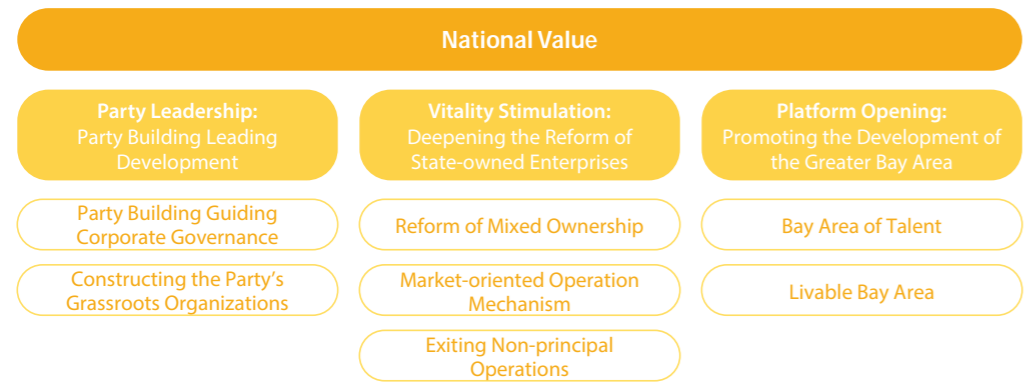 National Value
Party Leadership:
Party Building Leading
Development
Vitality Stimulation:
Deepening the Reform of
State-owned Enterprises
Platform Opening:
Promoting the Development of
the Greater Bay Area
Party Building Guiding
Corporate Governance
Constructing the Party’s
Grassroots Organizations
Reform of Mixed Ownership
Market-oriented Operation
Mechanism
Exiting Non-principal
Operations
Bay Area of Talent
Livable Bay Area